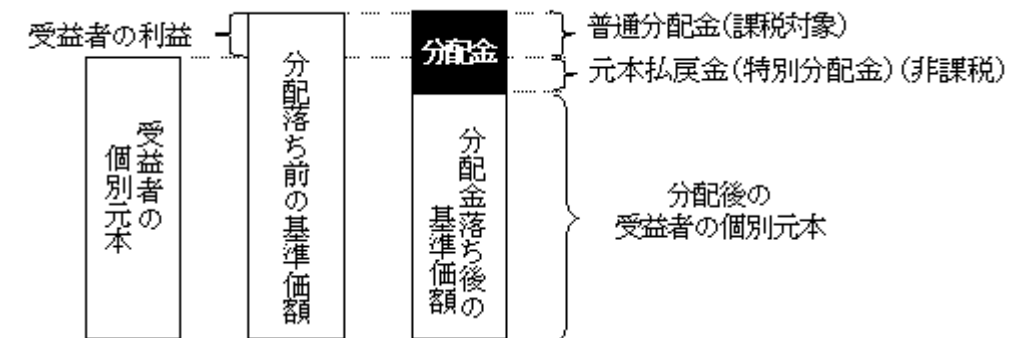 受益者の利益
受益者の
個別元本
分配落ち前の基準価額
分配金
分配金落ち後の
基準価額
普通分配金(課税対象)
元本払戻金(特別分配金)(非課税)
分配後の
受益者の個別元本